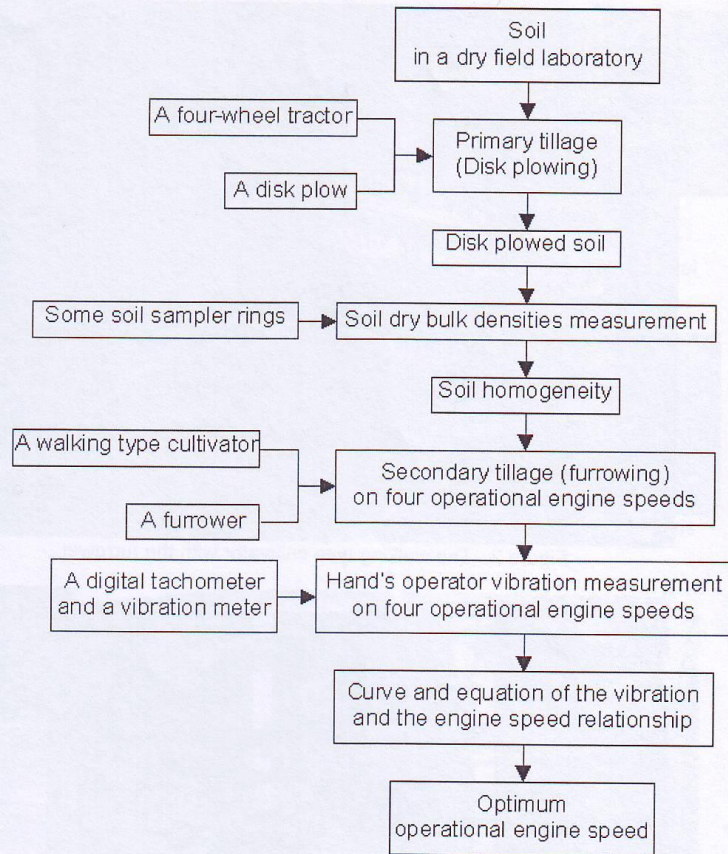 Soil
in a dry field laboratory
A four-wheel tractor
Primary tillage
(Disk plowing)
A disk plow
Disk plowed soil
Some soil sampler rings
Soil dry bulk densities measurement
Soil homogeneity
A walking type cultivator
Secondary tillage (furrowing)
on four operational engine speeds
A furrower
A digital tachometer
and a vibration meter
Hand's operator vibration measurement
on four operational engine speeds
Curve and equation of the vibration
and the engine speed relationship
Optimum
operational engine speed